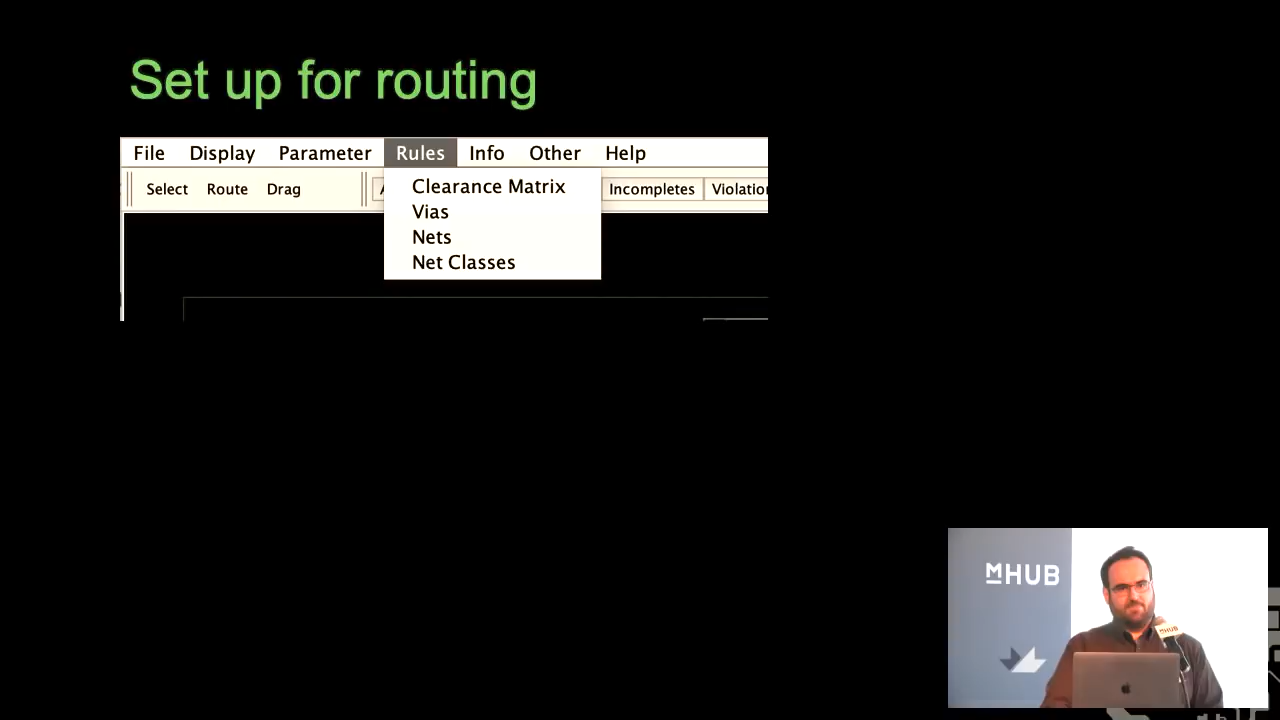 Set up for routing
File Display Parameter Rules Info Other Help
Select Route Drag Incompletes
Clearance Matrix
Vias
Nets
Net Classes
MHUB
MHUB